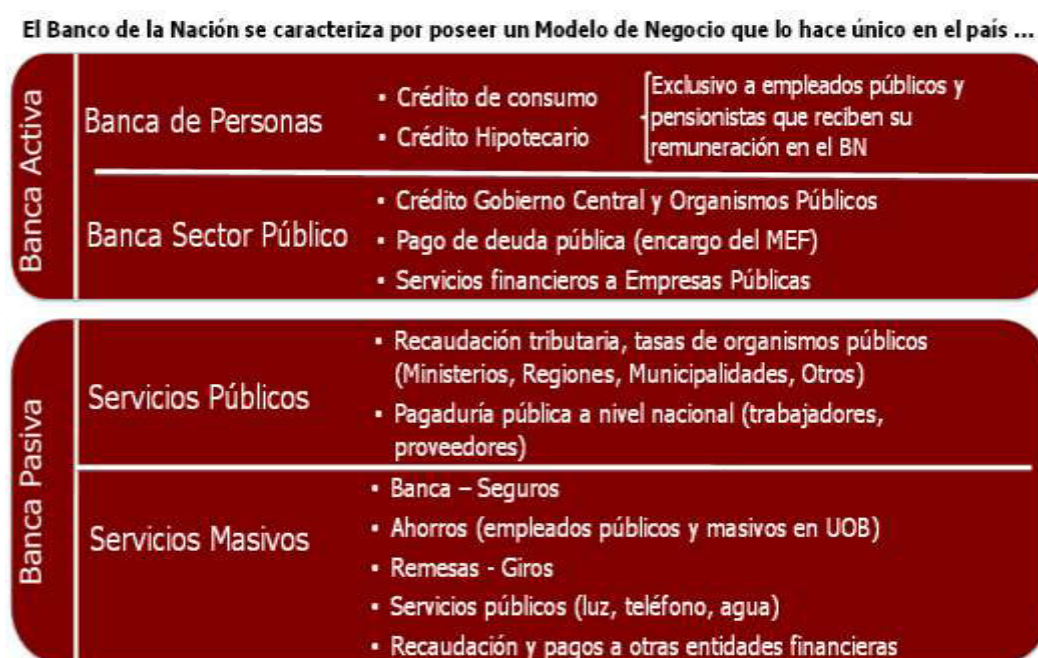 El Banco de la Nación se caracteriza por poseer un Modelo de Negocio que lo hace único en el país ...
Banca Activa
Banca de Personas
▪ Crédito de consumo
▪ Crédito Hipotecario
Exclusivo a empleados públicos y
pensionistas que reciben su
remuneración en el BN
Banca Sector Público
▪ Crédito Gobierno Central y Organismos Públicos
▪ Pago de deuda pública (encargo del MEF)
▪ Servicios financieros a Empresas Públicas
Banca Pasiva
Servicios Públicos
▪ Recaudación tributaria, tasas de organismos públicos
(Ministerios, Regiones, Municipalidades, Otros)
▪ Pagaduría pública a nivel nacional (trabajadores,
proveedores)
Servicios Masivos
▪ Banca – Seguros
▪ Ahorros (empleados públicos y masivos en UOB)
▪ Remesas - Giros
▪ Servicios públicos (luz, teléfono, agua)
▪ Recaudación y pagos a otras entidades financieras